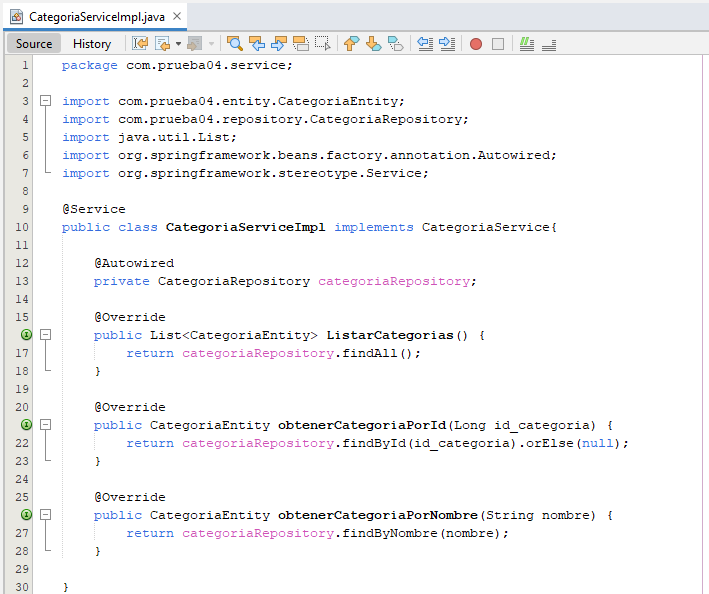 CategoriaServiceImpl.java
Source History
1 package com.prueba04.service;
2
3 import com.prueba04.entity.CategoriaEntity;
4 import com.prueba04.repository.CategoriaRepository;
5 import java.util.List;
6 import org.springframework.beans.factory.annotation.Autowired;
7 import org.springframework.stereotype.Service;
8
9 @Service
10 public class CategoriaServiceImpl implements CategoriaService{
11
12 @Autowired
13 private CategoriaRepository categoriaRepository;
14
15 @Override
public List<CategoriaEntity> ListarCategorias() {
17 return categoriaRepository.findAll();
18 }
19
20 @Override
public CategoriaEntity obtenerCategoriaPorId(Long id_categoria) {
22 return categoriaRepository.findById(id_categoria).orElse(null);
23 }
24
25 @Override
public CategoriaEntity obtenerCategoriaPorNombre(String nombre) {
27 return categoriaRepository.findByNombre(nombre);
28 }
29
30 }